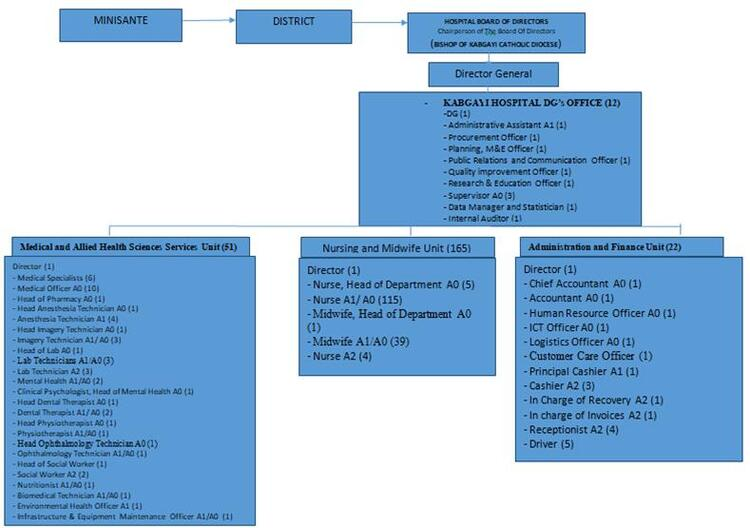 MINISANTE
DISTRICT
HOSPITAL BOARD OF DIRECTORS
Chairperson of The Board Of Directors
(BISHOP OF KABGAYI CATHOLIC DIOCESE)
Director General
- KABGAYI HOSPITAL DG's OFFICE (12)
-DG (1)
- Administrative Assistant A1 (1)
- Procurement Officer (1)
- Planning, M&E Officer (1)
- Public Relations and Communication Officer (1)
- Quality improvement Officer (1)
- Research & Education Officer (1)
- Supervisor A0 (3)
- Data Manager and Statistician (1)
- Internal Auditor (1)
Medical and Allied Health Sciences Services Unit (51)
Director (1)
- Medical Specialists (6)
- Medical Officer A0 (10)
- Head of Pharmacy A0 (1)
- Head Anesthesia Technician A0 (1)
- Anesthesia Technician A1 (4)
- Head Imagery Technician A0 (1)
- Imagery Technician A1/ A0 (3)
- Head of Lab A0 (1)
- Lab Technicians A1/A0 (3)
- Lab Technician A2 (3)
- Mental Health A1/A0 (2)
- Clinical Psychologist, Head of Mental Health A0 (1)
- Head Dental Therapist A0 (1)
- Dental Therapist A1/ A0 (2)
- Head Physiotherapist A0 (1)
- Physiotherapist A1/A0 (1)
- Head Ophthalmology Technician A0 (1)
- Ophthalmology Technician A1/A0 (1)
- Head of Social Worker (1)
- Social Worker A2 (2)
- Nutritionist A1/A0 (1)
- Biomedical Technician A1/A0 (1)
- Environmental Health Officer A1 (1)
- Infrastructure & Equipment Maintenance Officer A1/A0 (1)
Nursing and Midwife Unit (165)
Director (1)
- Nurse, Head of Department A0 (5)
- Nurse A1/ A0 (115)
- Midwife, Head of Department A0
(1)
- Midwife A1/A0 (39)
- Nurse A2 (4)
Administration and Finance Unit (22)
Director (1)
- Chief Accountant A0 (1)
- Accountant A0 (1)
- Human Resource Officer A0 (1)
- ICT Officer A0 (1)
- Logistics Officer A0 (1)
- Customer Care Officer (1)
- Principal Cashier A1 (1)
- Cashier A2 (3)
- In Charge of Recovery A2 (1)
- In charge of Invoices A2 (1)
- Receptionist A2 (4)
- Driver (5)